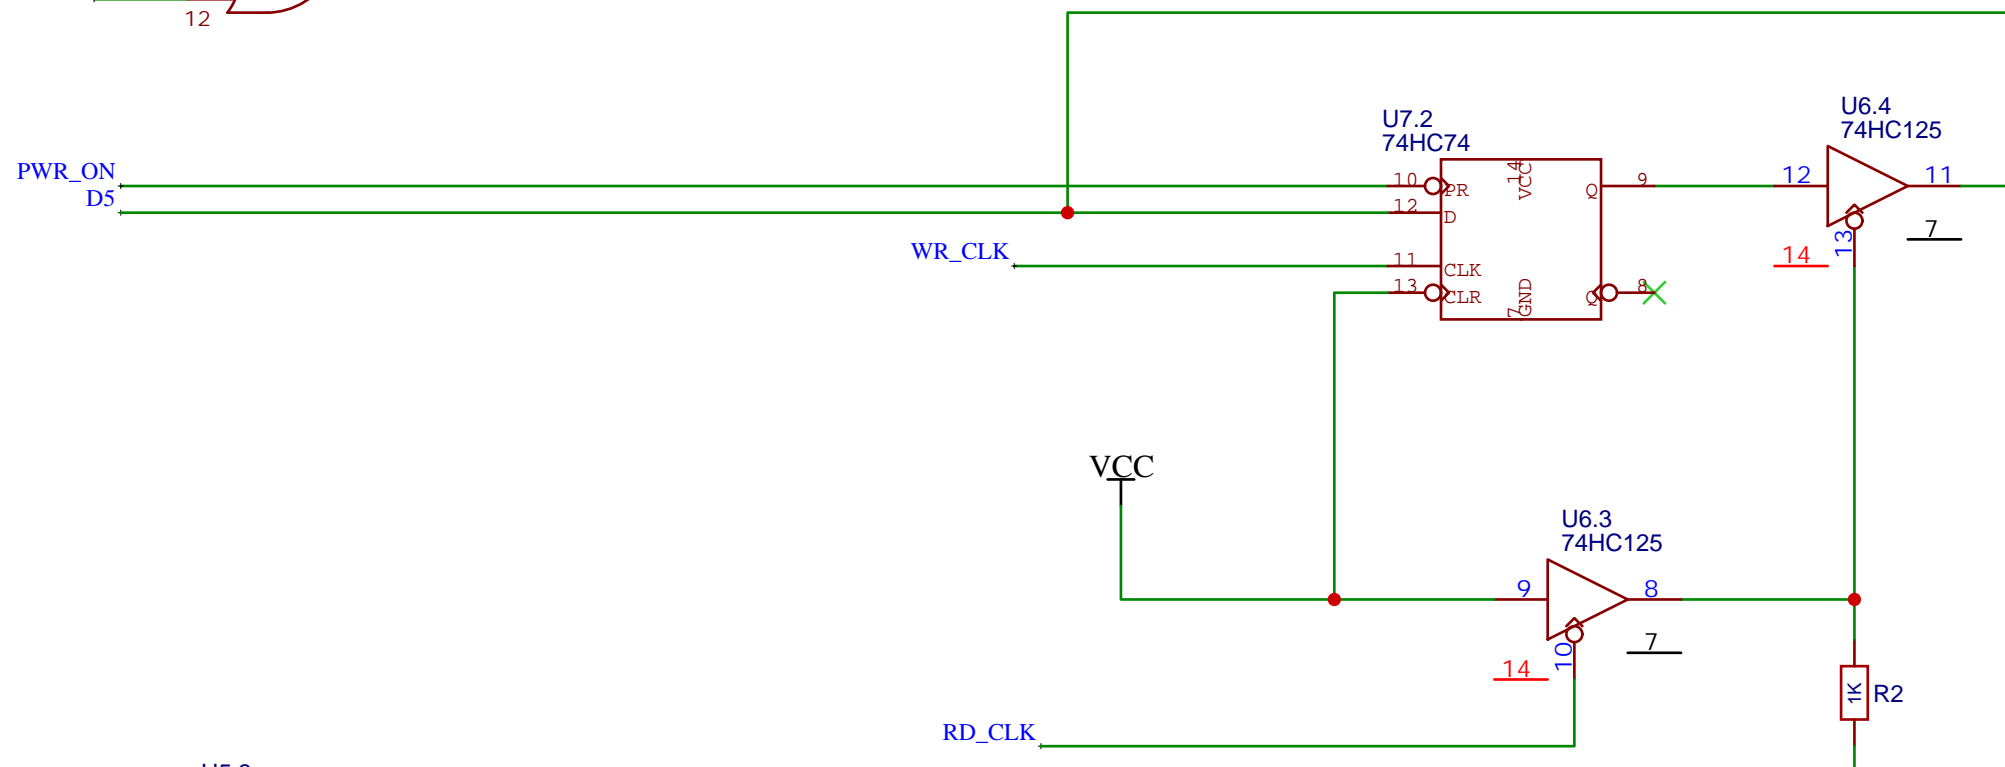 12
PWR_ON
D5
WR_CLK
U7.2
74HC74
10
PR
12
D
11
CLK
13
CLR
14
VCC
7
GND
Q
9
Q
8
U6.4
74HC125
12
11
13
14
7
VCC
U6.3
74HC125
9
8
10
14
7
1K
R2
RD_CLK